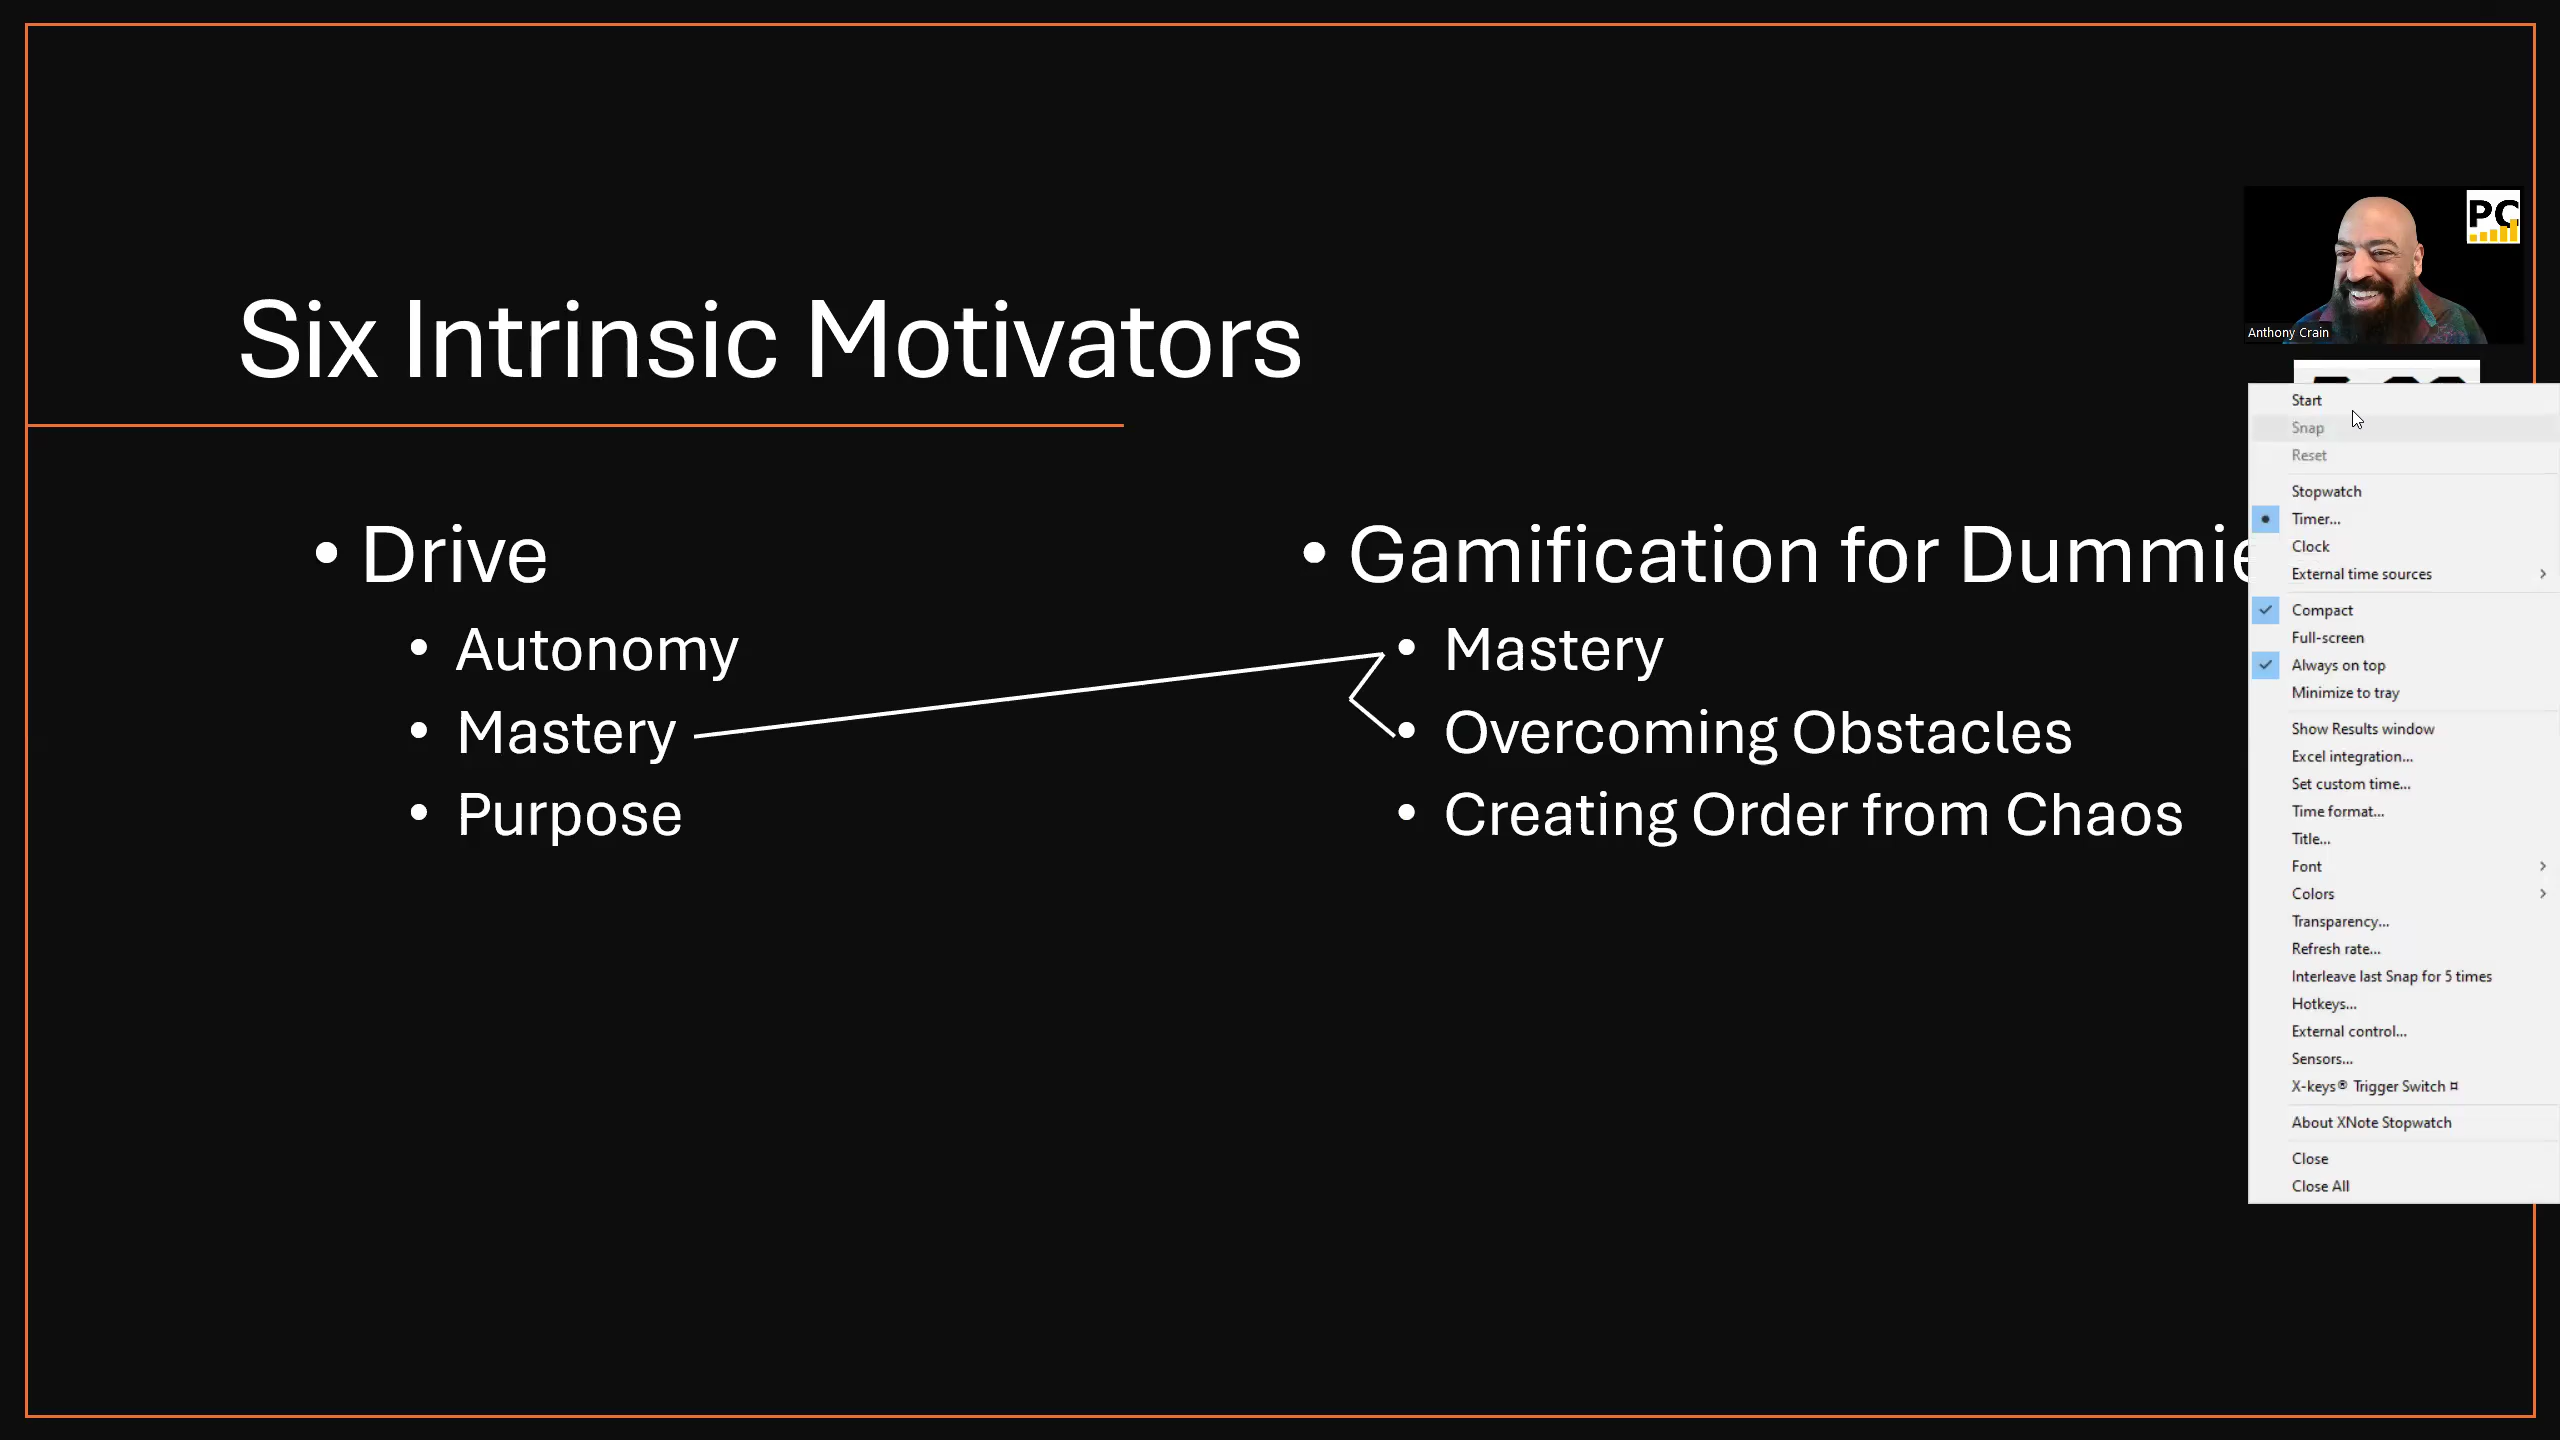 Six Intrinsic Motivators
• Drive
• Autonomy
• Mastery
• Purpose
• Gamification for Dummie
• Mastery
• Overcoming Obstacles
• Creating Order from Chaos
PC
Anthony Crain
Start
Snap
Reset
Stopwatch
Timer...
Clock
External time sources
Compact
Full-screen
Always on top
Minimize to tray
Show Results window
Excel integration...
Set custom time...
Time format...
Title...
Font
Colors
Transparency...
Refresh rate...
Interleave last Snap for 5 times
Hotkeys...
External control...
Sensors...
X-keys® Trigger Switch ¤
About XNote Stopwatch
Close
Close All